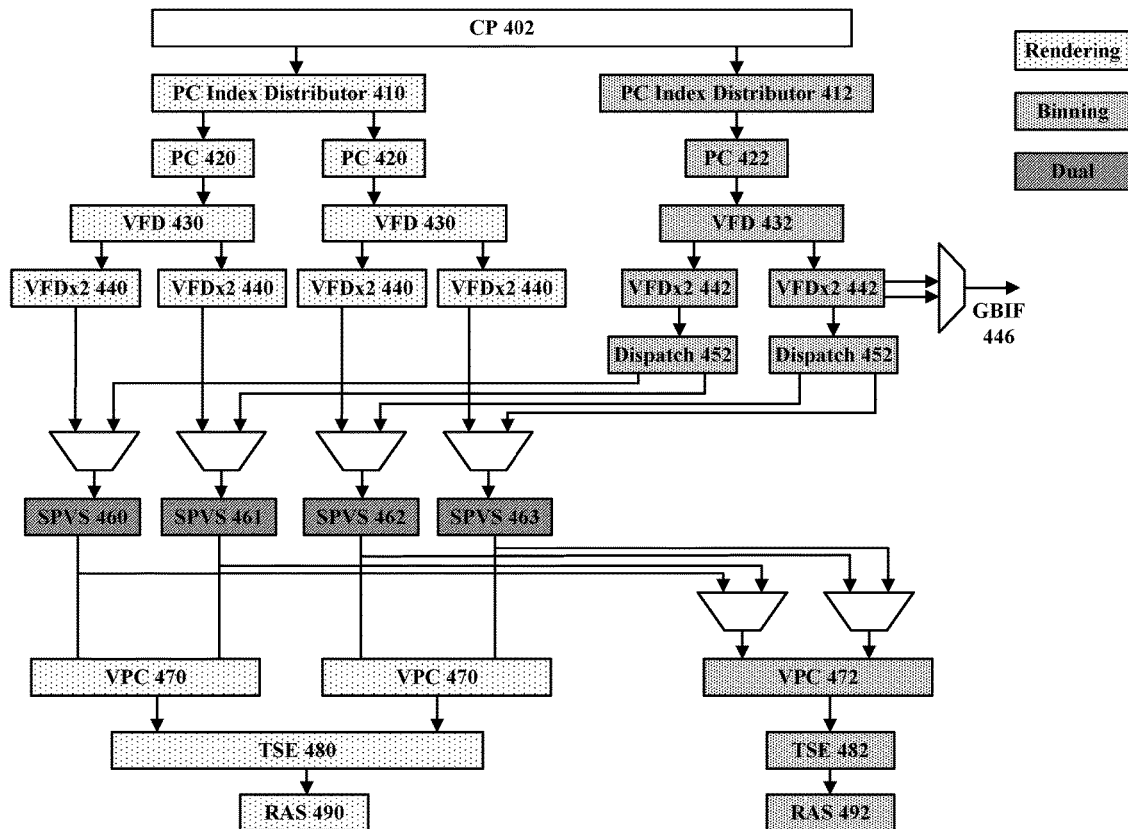 CP 402
Rendering
PC Index Distributor 410
PC Index Distributor 412
Binning
PC 420
PC 420
PC 422
Dual
VFD 430
VFD 430
VFD 432
VFDx2 440
VFDx2 440
VFDx2 440
VFDx2 440
VFDx2 442
VFDx2 442
GBIF
446
Dispatch 452
Dispatch 452
SPVS 460
SPVS 461
SPVS 462
SPVS 463
VPC 470
VPC 470
VPC 472
TSE 480
TSE 482
RAS 490
RAS 492